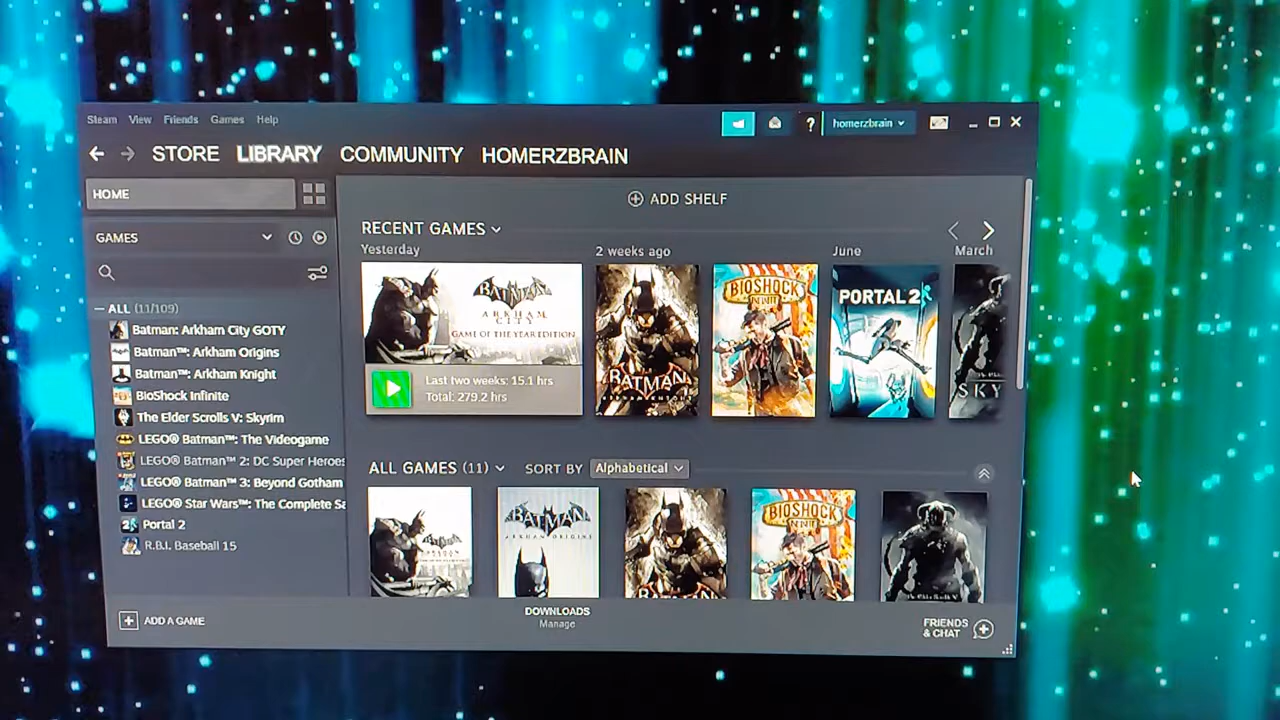 Steam View Friends Games Help
homerzbrain
STORE LIBRARY COMMUNITY HOMERZBRAIN
HOME
ADD SHELF
GAMES
RECENT GAMES
Yesterday
2 weeks ago
June
March
BATMAN
ARKHAM
CITY
GAME OF THE YEAR EDITION
Last two weeks: 15.1 hrs
Total: 279.2 hrs
BATMAN
BIOSHOCK
INFINITE
PORTAL 2
SKY
ALL (11/109)
Batman: Arkham City GOTY
Batman™: Arkham Origins
Batman™: Arkham Knight
BioShock Infinite
The Elder Scrolls V: Skyrim
LEGO® Batman™: The Videogame
LEGO® Batman™ 2: DC Super Heroes
LEGO® Batman™ 3: Beyond Gotham
LEGO® Star Wars™: The Complete Sa
Portal 2
R.B.I. Baseball 15
ALL GAMES (11) SORT BY Alphabetical
BATMAN
ARKHAM ORIGINS
BATMAN
BIOSHOCK
INFINITE
ADD A GAME
DOWNLOADS
Manage
FRIENDS
& CHAT